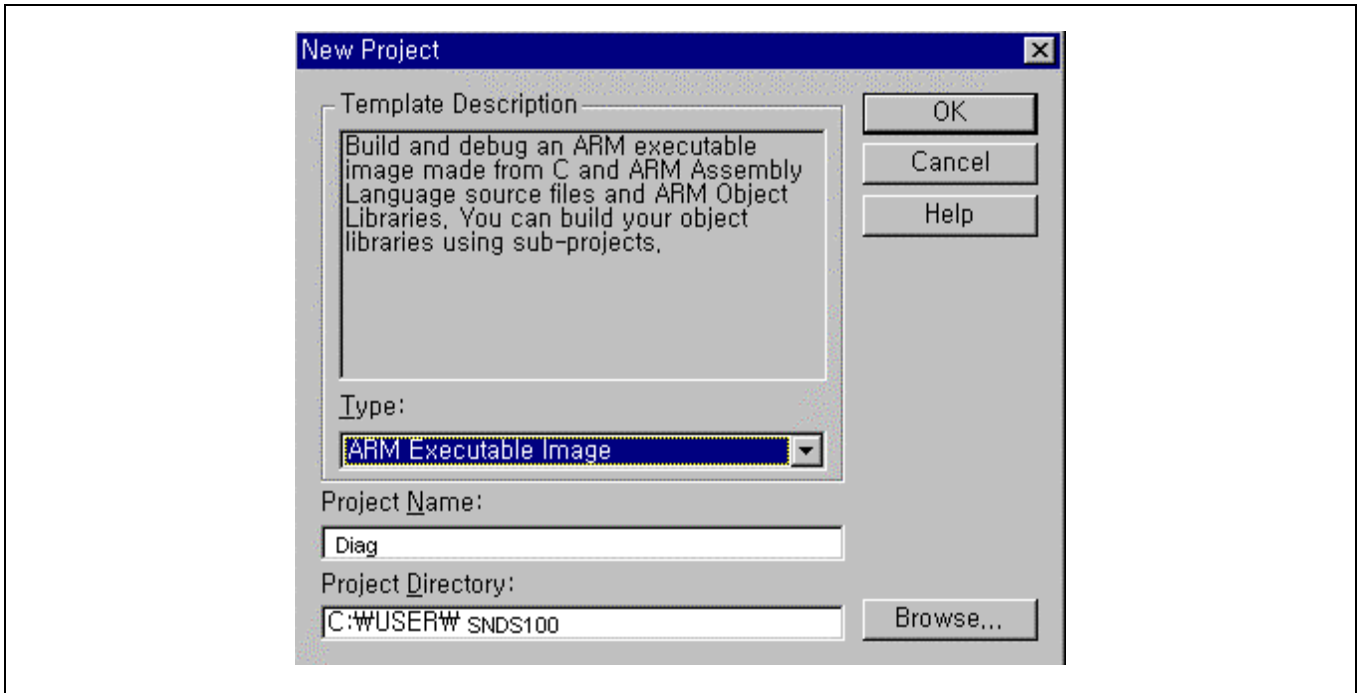 New Project
Template Description
Build and debug an ARM executable
image made from C and ARM Assembly
Language source files and ARM Object
Libraries, You can build your object
libraries using sub-projects,
Type:
ARM Executable Image
Project Name:
Diag
Project Directory:
C:₩USER₩ SNDS100
OK
Cancel
Help
Browse...